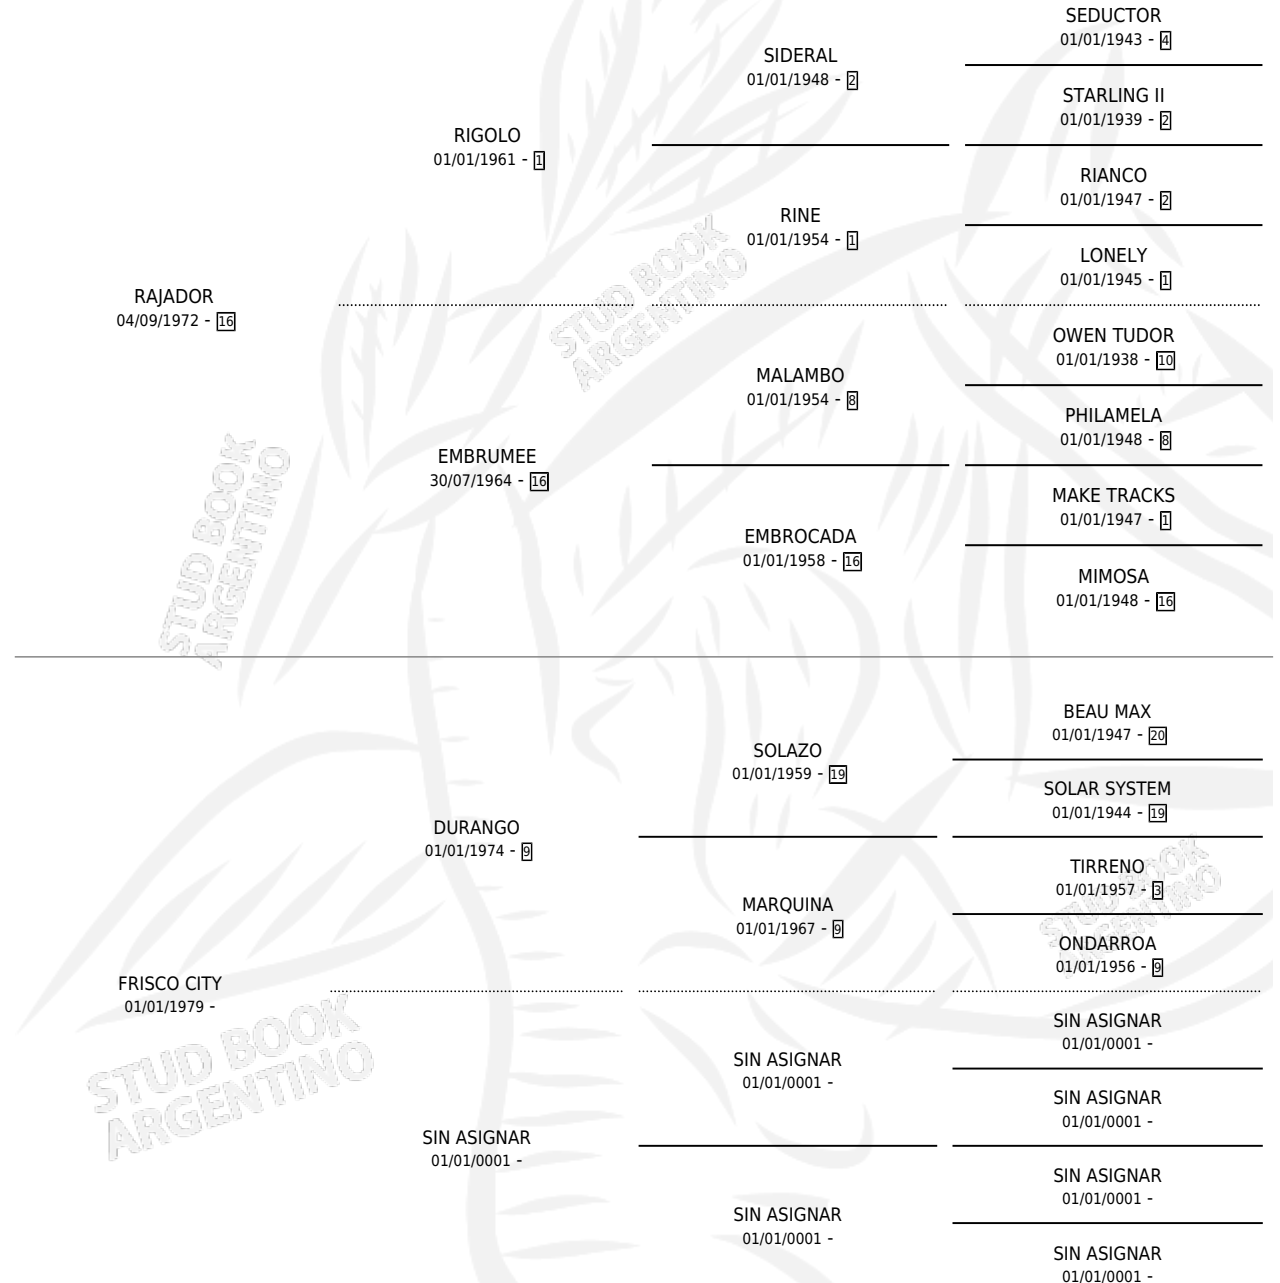 SEDUCTOR
01/01/1943 - 4
SIDERAL
01/01/1948 - 2
STARLING II
01/01/1939 - 2
RIGOLO
01/01/1961 - 1
RIANCO
01/01/1947 - 2
RINE
01/01/1954 - 1
LONELY
01/01/1945 - 1
RAJADOR
04/09/1972 - 16
OWEN TUDOR
01/01/1938 - 10
MALAMBO
01/01/1954 - 8
PHILAMELA
01/01/1948 - 8
EMBRUMEE
30/07/1964 - 16
MAKE TRACKS
01/01/1947 - 1
EMBROCADA
01/01/1958 - 16
MIMOSA
01/01/1948 - 16
STUD BOOK
ARGENTINO
STUD BOOK
ARGENTINO
BEAU MAX
01/01/1947 - 20
SOLAZO
01/01/1959 - 19
SOLAR SYSTEM
01/01/1944 - 19
DURANGO
01/01/1974 - 9
TIRRENO
01/01/1957 - 3
MARQUINA
01/01/1967 - 9
ONDARROA
01/01/1956 - 9
FRISCO CITY
01/01/1979 -
SIN ASIGNAR
01/01/0001 -
SIN ASIGNAR
01/01/0001 -
SIN ASIGNAR
01/01/0001 -
SIN ASIGNAR
01/01/0001 -
SIN ASIGNAR
01/01/0001 -
SIN ASIGNAR
01/01/0001 -
SIN ASIGNAR
01/01/0001 -
STUD BOOK
ARGENTINO
STUD BOOK
ARGENTINO